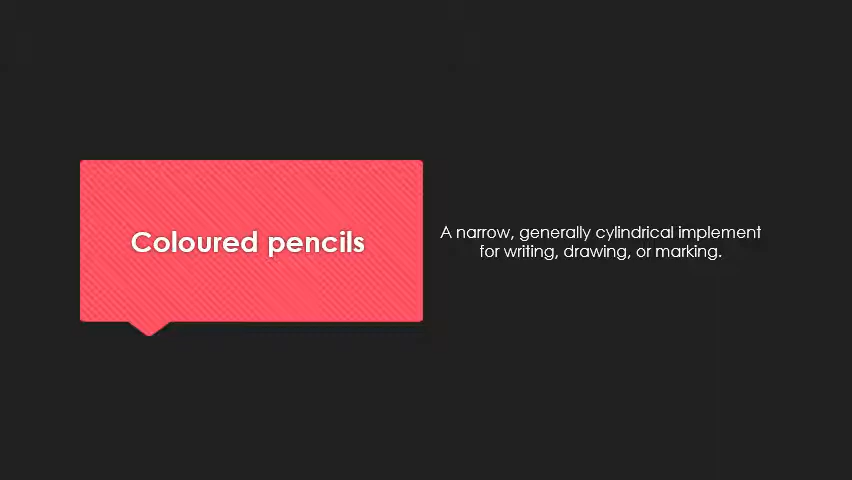 Coloured pencils
A narrow, generally cylindrical implement
for writing, drawing, or marking.